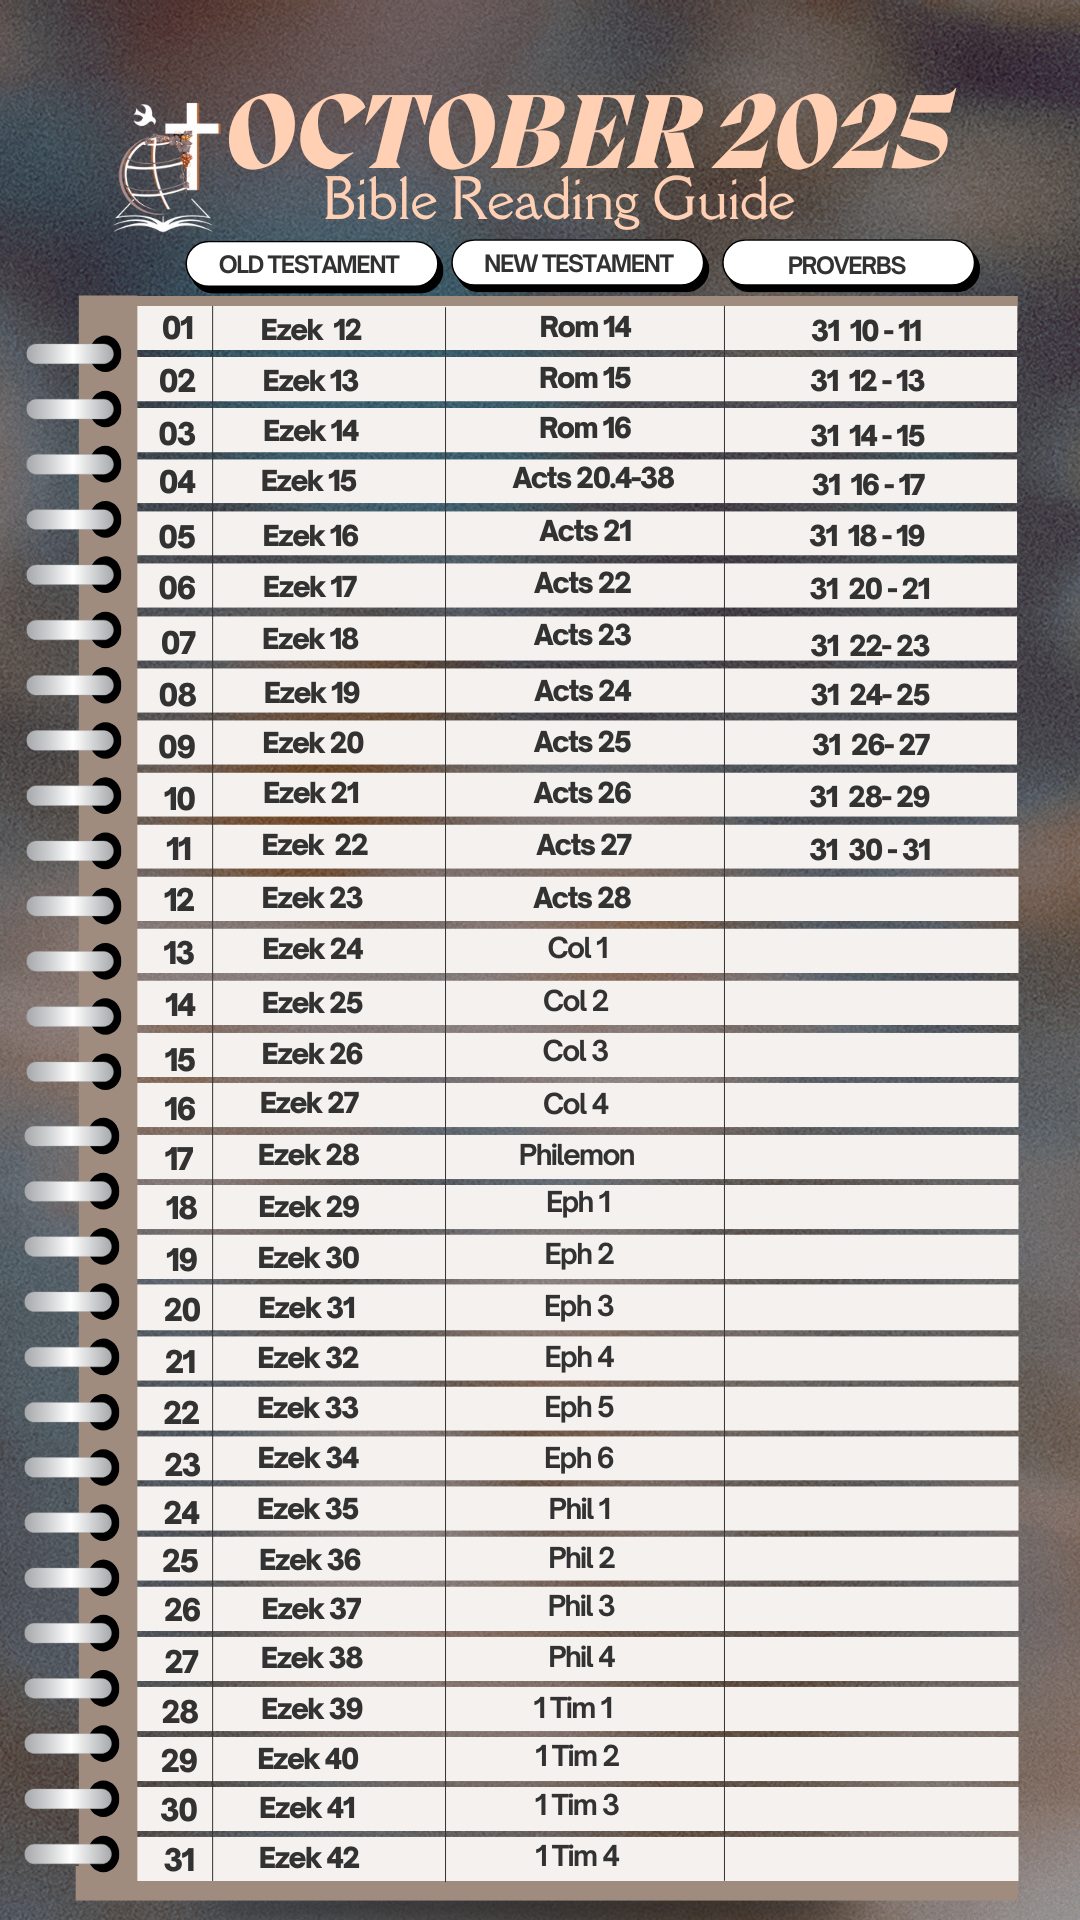 OCTOBER 2025
Bible Reading Guide
OLD TESTAMENT NEW TESTAMENT PROVERBS
01 Ezek 12 Rom 14 31 10 - 11
02 Ezek 13 Rom 15 31 12 - 13
03 Ezek 14 Rom 16 31 14 - 15
04 Ezek 15 Acts 20.4-38 31 16 - 17
05 Ezek 16 Acts 21 31 18 - 19
06 Ezek 17 Acts 22 31 20 - 21
07 Ezek 18 Acts 23 31 22- 23
08 Ezek 19 Acts 24 31 24- 25
09 Ezek 20 Acts 25 31 26- 27
10 Ezek 21 Acts 26 31 28- 29
11 Ezek 22 Acts 27 31 30 - 31
12 Ezek 23 Acts 28
13 Ezek 24 Col 1
14 Ezek 25 Col 2
15 Ezek 26 Col 3
16 Ezek 27 Col 4
17 Ezek 28 Philemon
18 Ezek 29 Eph 1
19 Ezek 30 Eph 2
20 Ezek 31 Eph 3
21 Ezek 32 Eph 4
22 Ezek 33 Eph 5
23 Ezek 34 Eph 6
24 Ezek 35 Phil 1
25 Ezek 36 Phil 2
26 Ezek 37 Phil 3
27 Ezek 38 Phil 4
28 Ezek 39 1 Tim 1
29 Ezek 40 1 Tim 2
30 Ezek 41 1 Tim 3
31 Ezek 42 1 Tim 4